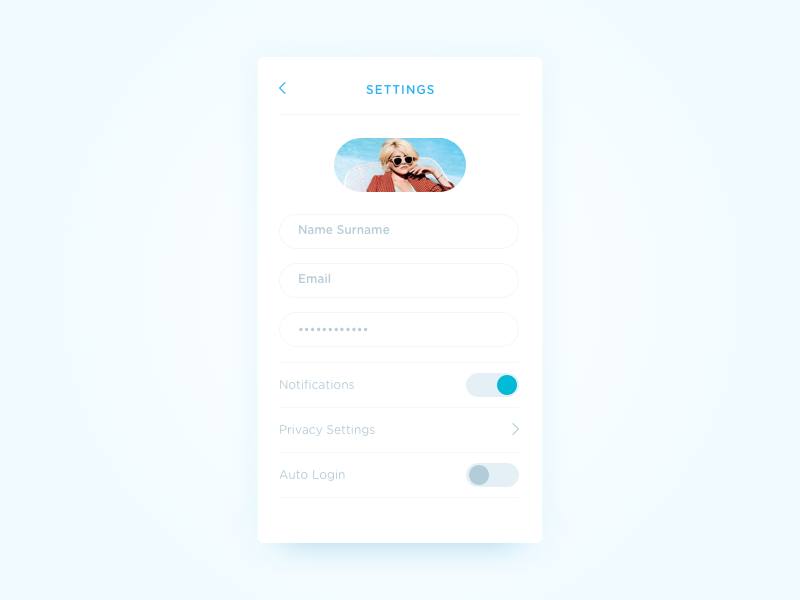 SETTINGS
Name Surname
Email
••••••••••••
Notifications
Privacy Settings
Auto Login